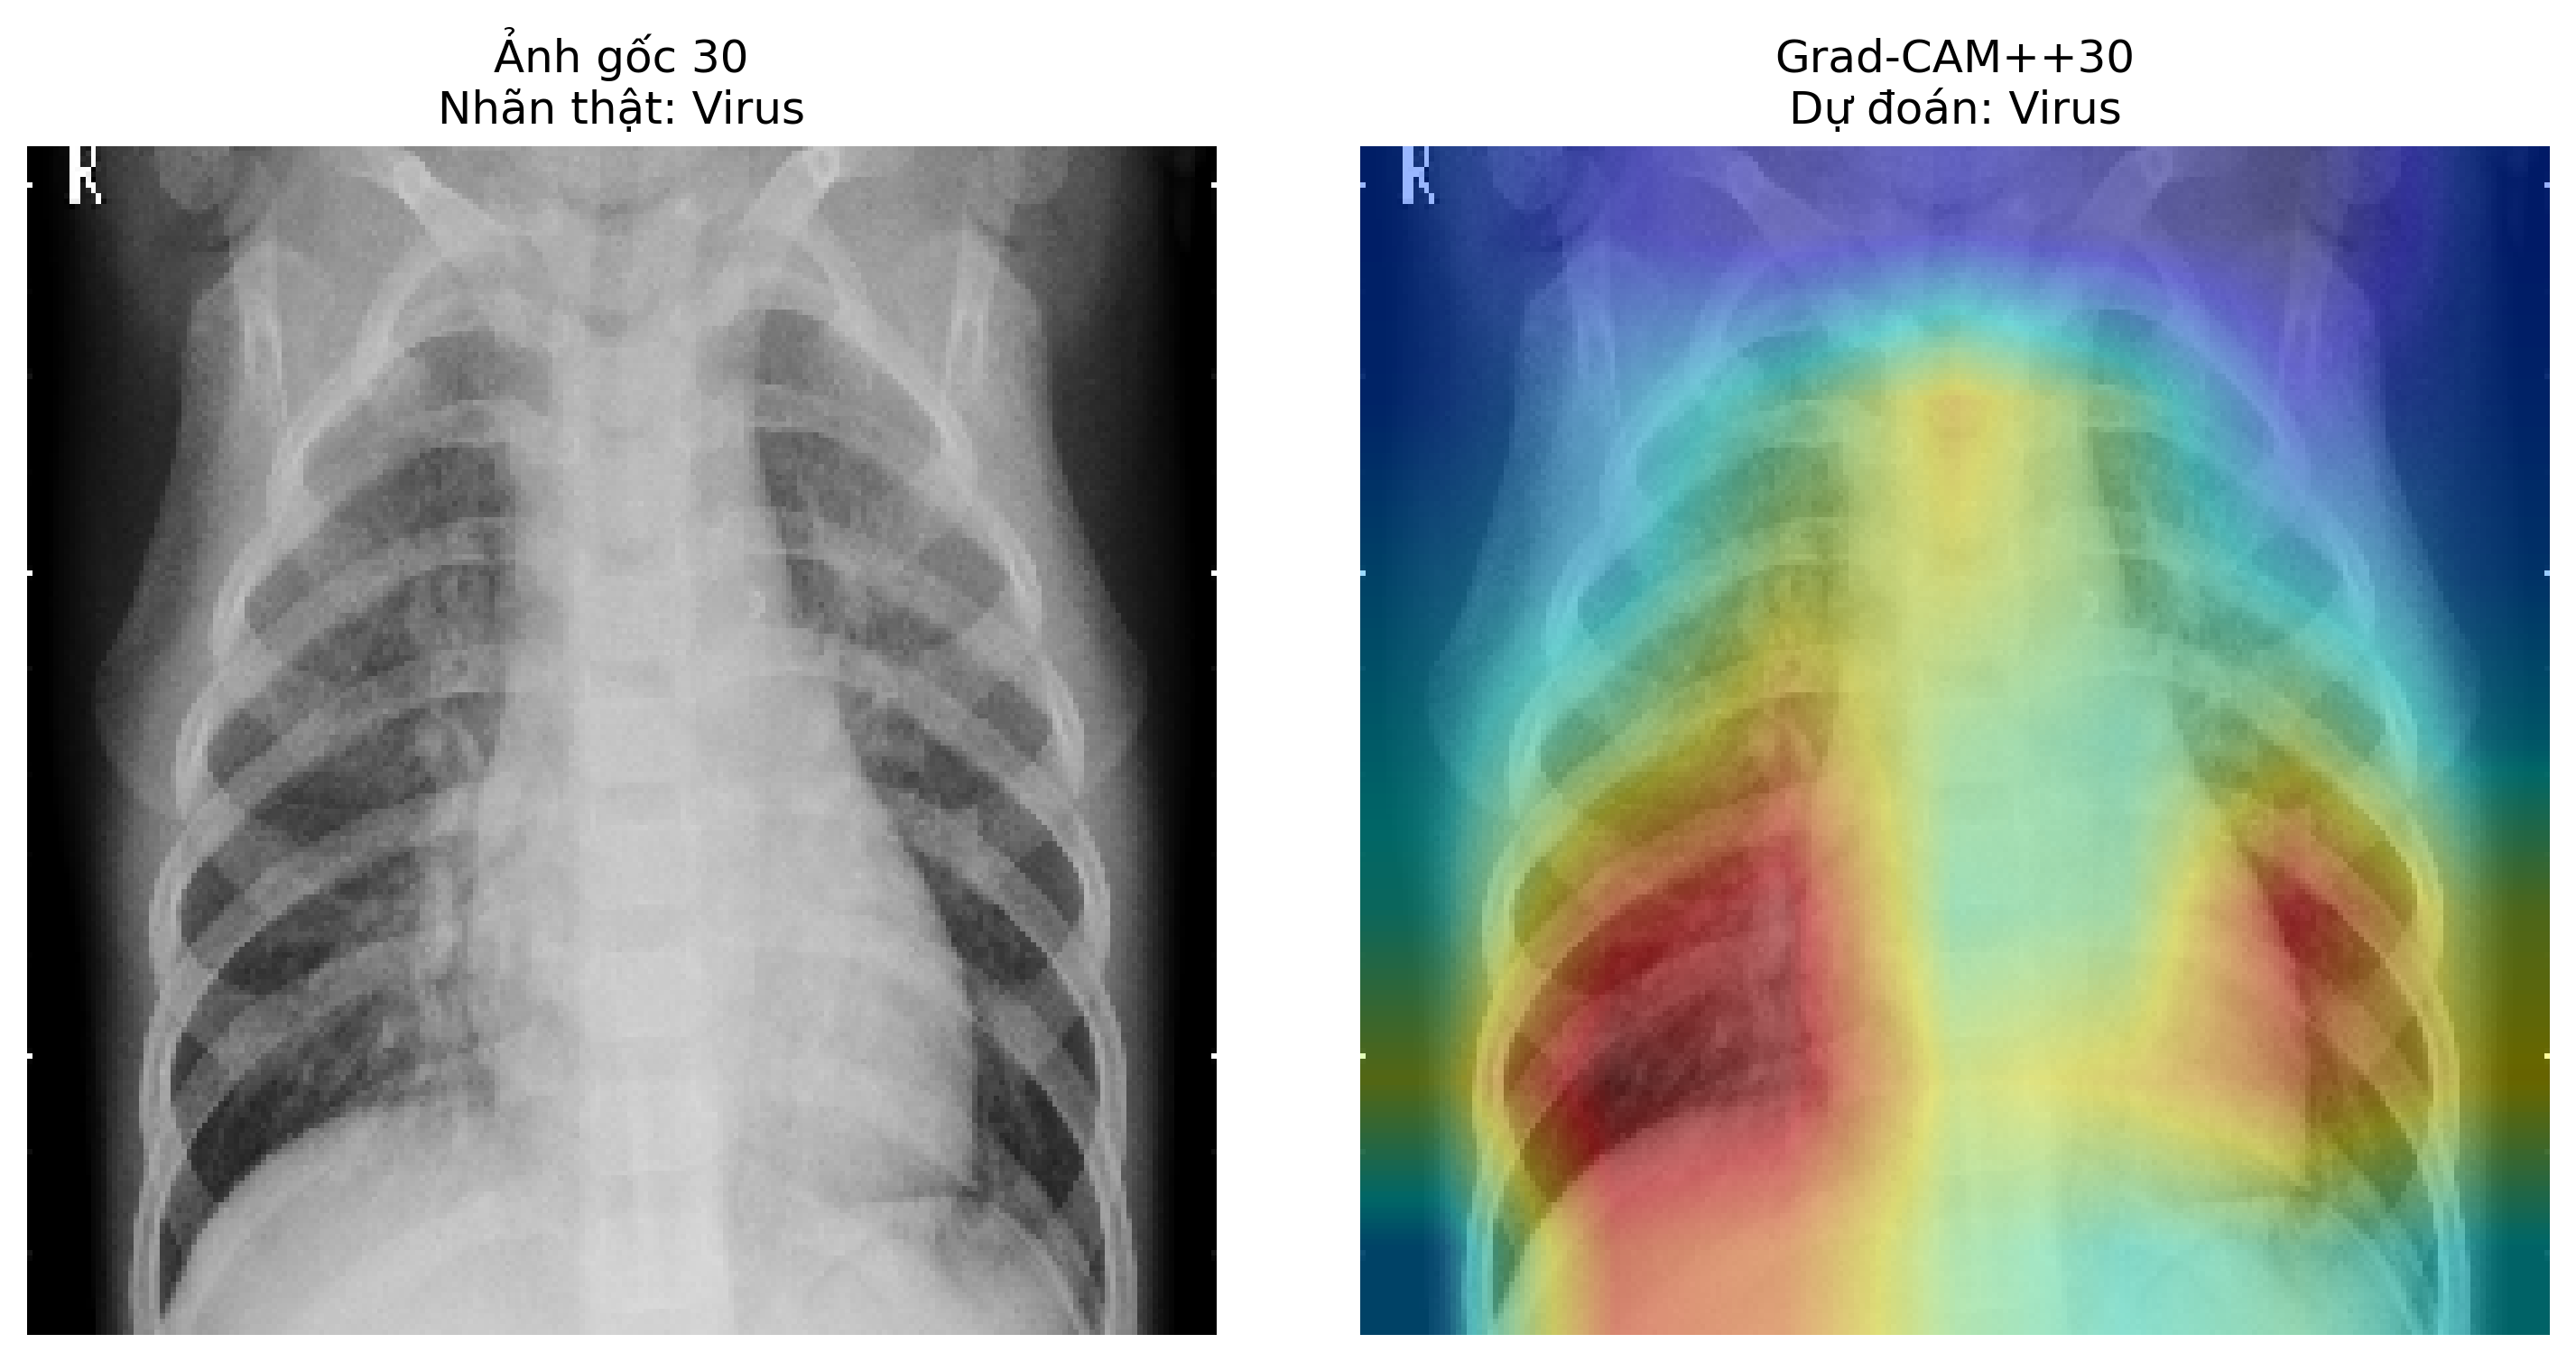 Ảnh gốc 30
Nhãn thật: Virus
Grad-CAM++30
Dự đoán: Virus
R
R